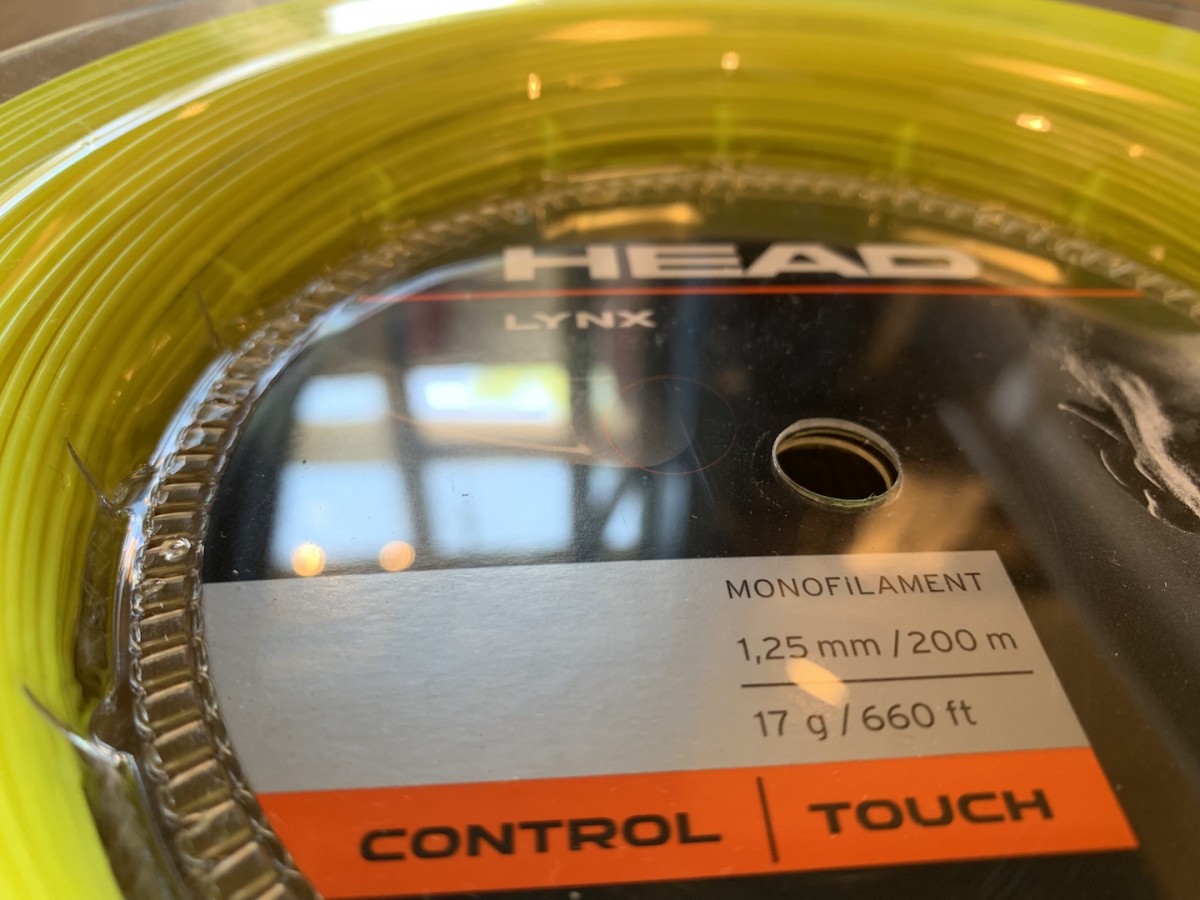 HEAD
LYNX
MONOFiLAMENT
1,25 mm / 200 m
17 g / 660 ft
CONTROL | TOUCH